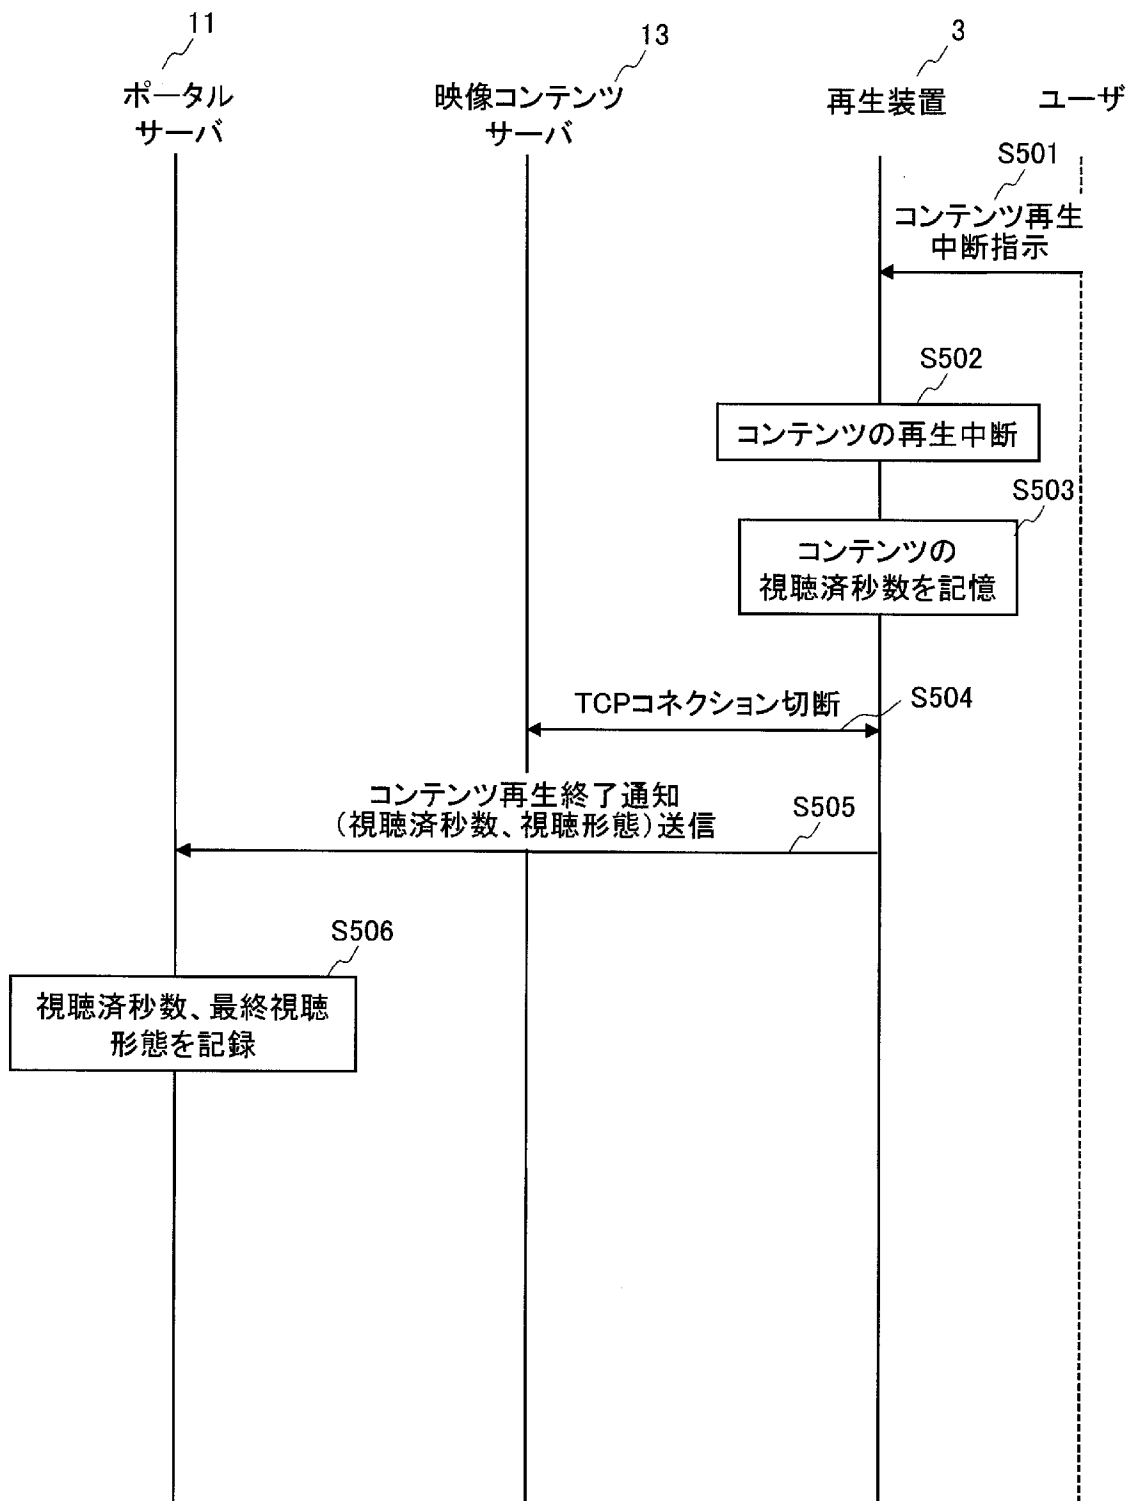 11
13
3
ポータル
サーバ
映像コンテンツ
サーバ
再生装置
ユーザ
S501
コンテンツ再生
中断指示
S502
コンテンツの再生中断
S503
コンテンツの
視聴済秒数を記憶
TCPコネクション切断
S504
コンテンツ再生終了通知
(視聴済秒数、視聴形態)送信
S505
S506
視聴済秒数、最終視聴
形態を記録